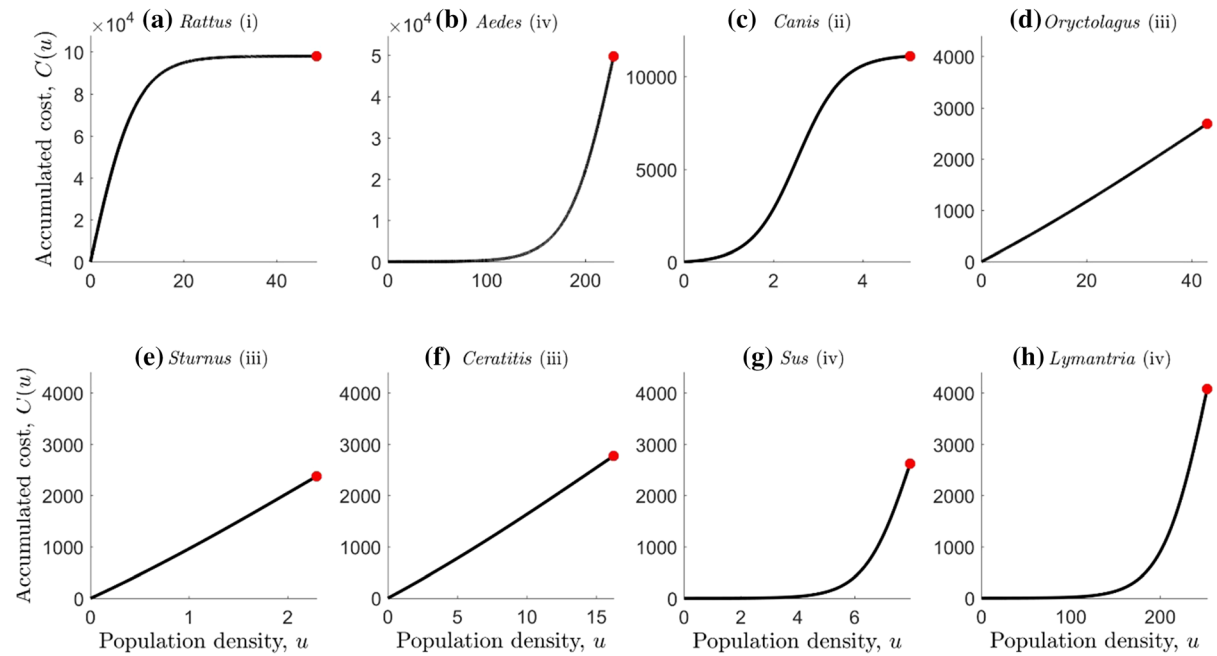 (a) Rattus (i)
×10⁴
10
8
6
4
2
0
0 20 40
Accumulated cost, C(u)
(b) Aedes (iv)
×10⁴
5
4
3
2
1
0
0 100 200
(c) Canis (ii)
10000
5000
0
0 2 4
(d) Oryctolagus (iii)
4000
3000
2000
1000
0
0 20 40
(e) Sturnus (iii)
4000
3000
2000
1000
0
0 1 2
Accumulated cost, C(u)
Population density, u
(f) Ceratitis (iii)
4000
3000
2000
1000
0
0 5 10 15
Population density, u
(g) Sus (iv)
4000
3000
2000
1000
0
0 2 4 6
Population density, u
(h) Lymantria (iv)
4000
3000
2000
1000
0
0 100 200
Population density, u